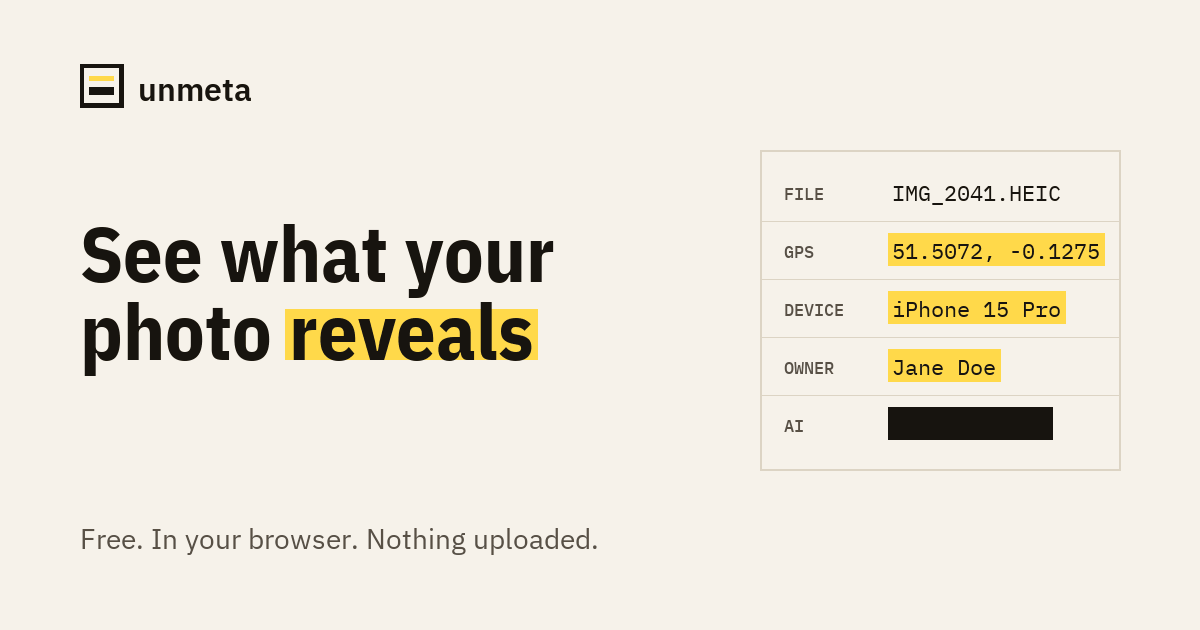 unmeta
See what your
photo reveals
FILE IMG_2041.HEIC
GPS 51.5072, -0.1275
DEVICE iPhone 15 Pro
OWNER Jane Doe
AI
Free. In your browser. Nothing uploaded.